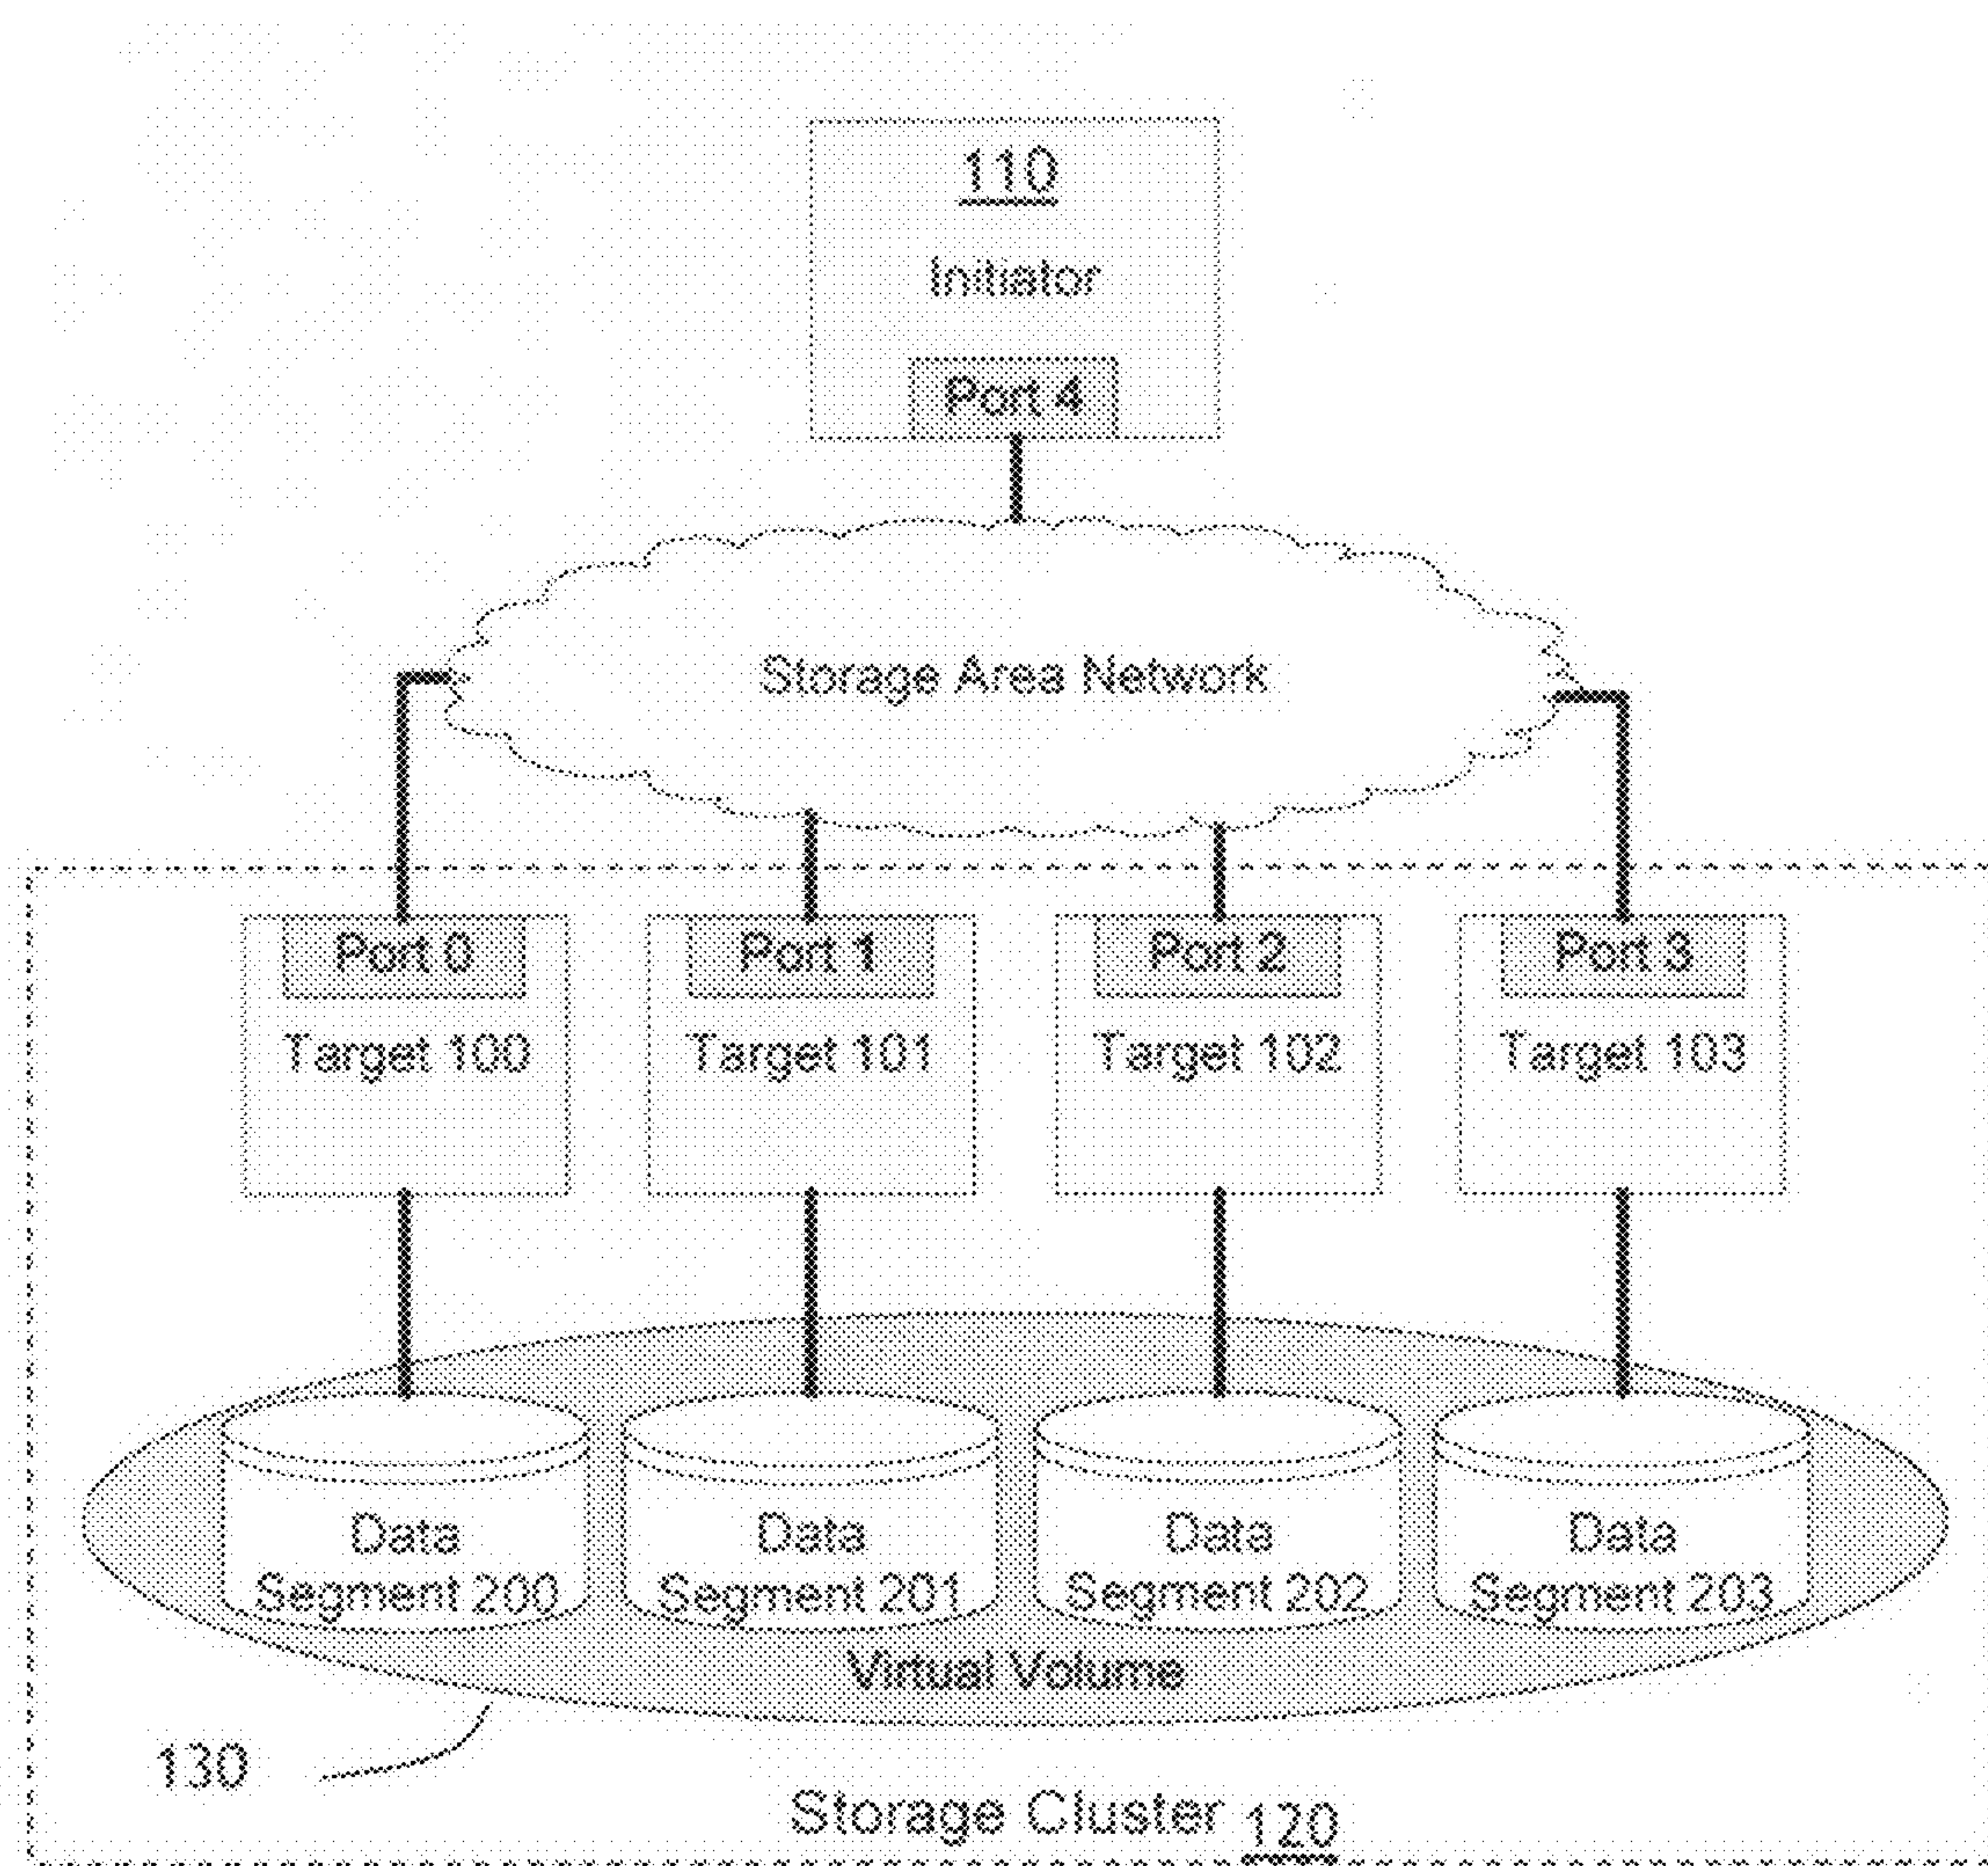 110
Initiator
Port 4
Storage Area Network
Port 0
Port 1
Port 2
Port 3
Target 100
Target 101
Target 102
Target 103
Data
Segment 200
Data
Segment 201
Data
Segment 202
Data
Segment 203
Virtual Volume
130
Storage Cluster 120